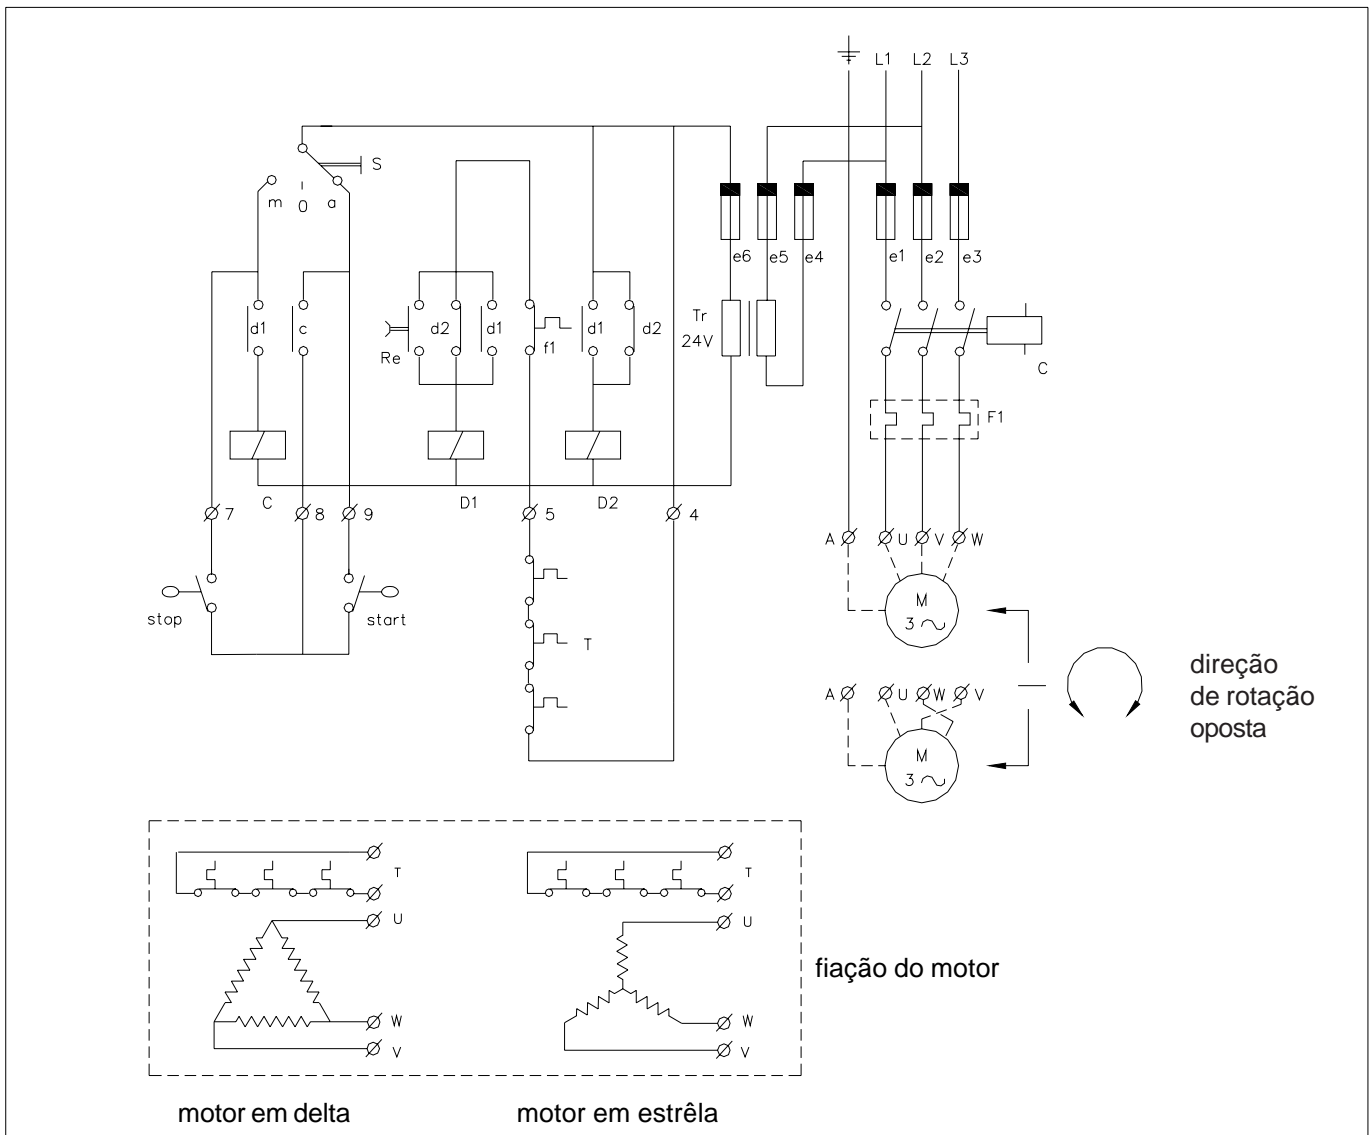 L1 L2 L3
S
m 0 a
e6 e5 e4 e1 e2 e3
d1 c d2 d1 d1 d2
Re f1
Tr
24V
C
F1
C D1 D2
7 8 9 5 4
A U V W
stop start
T
M
3
A U W V
M
3
direção
de rotação
oposta
T T
U U
fiação do motor
W W
V V
motor em delta motor em estrêla